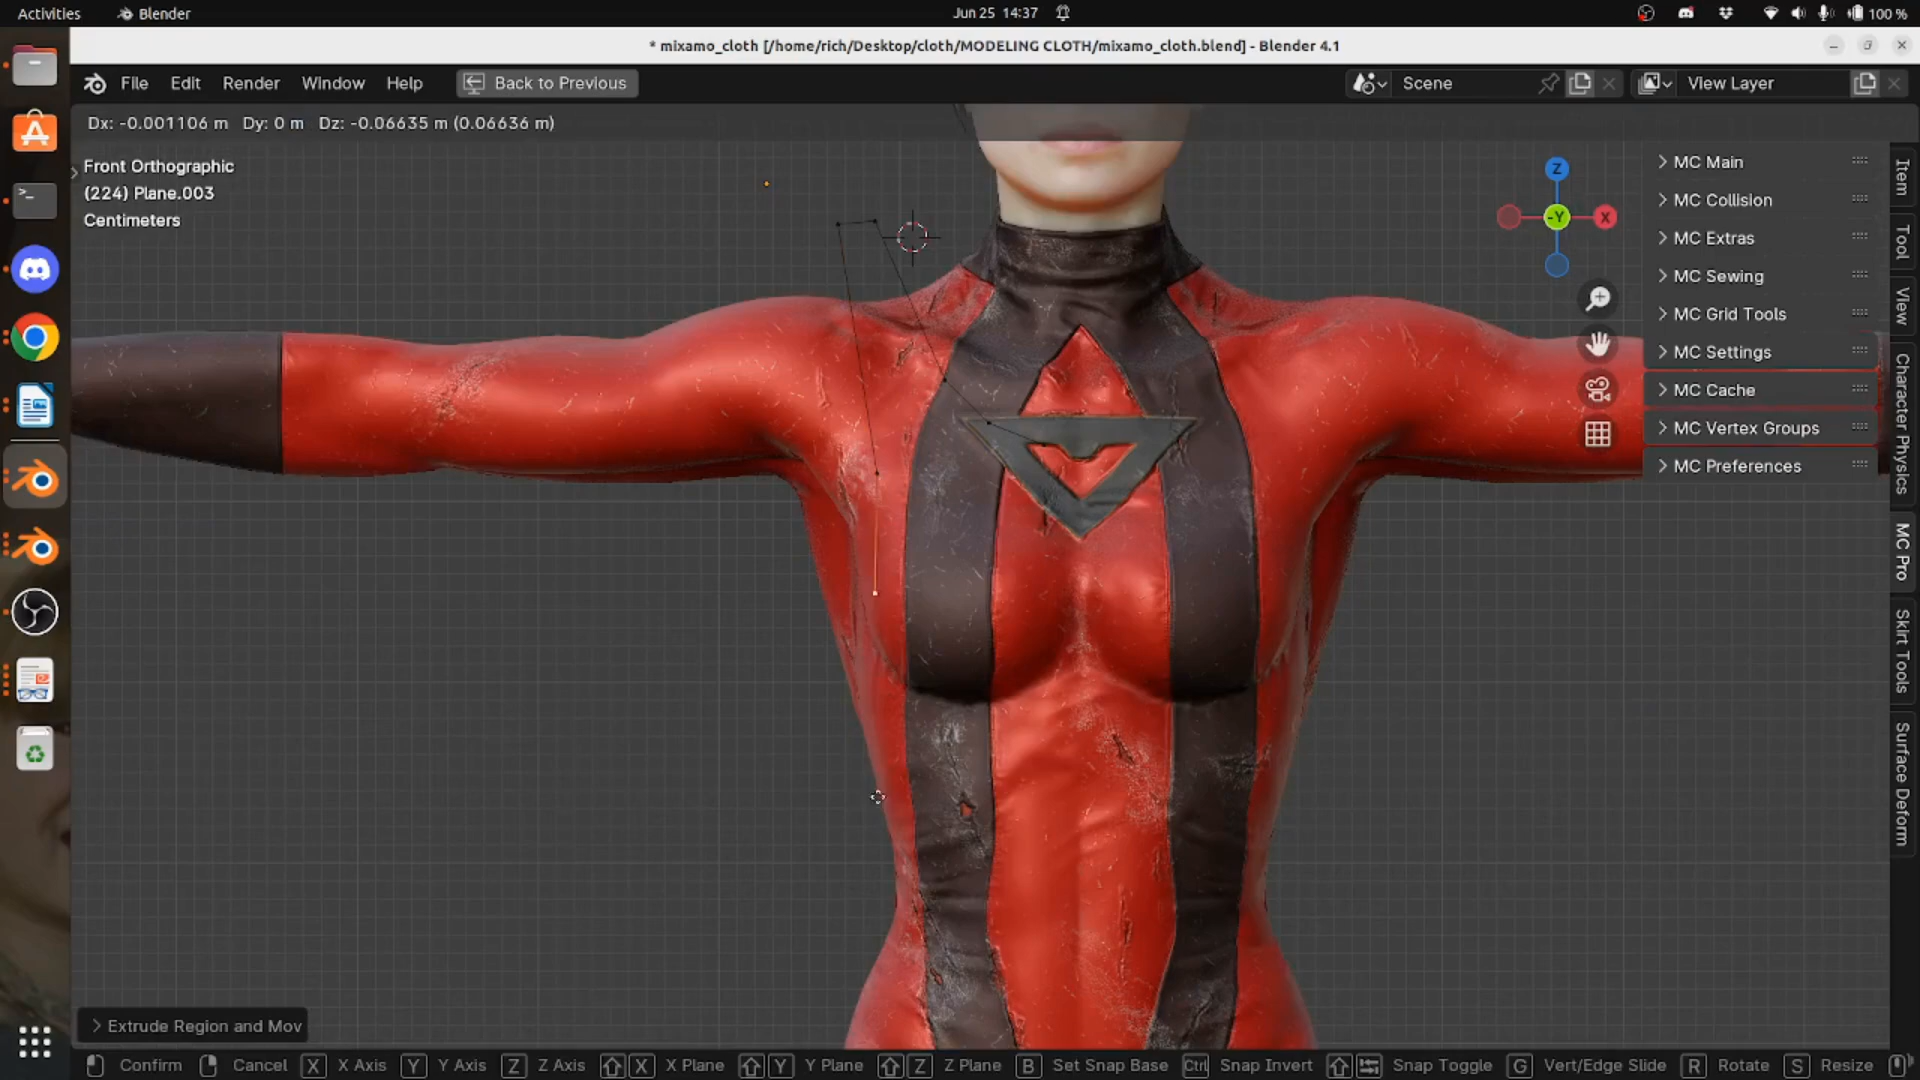 Activities Blender Jun 25 14:37 100 %
* mixamo_cloth [/home/rich/Desktop/cloth/MODELING CLOTH/mixamo_cloth.blend] - Blender 4.1
File Edit Render Window Help Back to Previous Scene View Layer
Dx: -0.001106 m Dy: 0 m Dz: -0.06635 m (0.06636 m)
Front Orthographic
(224) Plane.003
Centimeters
Z
-Y
X
MC Main
MC Collision
MC Extras
MC Sewing
MC Grid Tools
MC Settings
MC Cache
MC Vertex Groups
MC Preferences
Item
Tool
View
Character Physics
MC Pro
Skirt Tools
Surface Deform
Extrude Region and Mov
Confirm Cancel X X Axis Y Y Axis Z Z Axis X X Plane Y Y Plane Z Z Plane B Set Snap Base Ctrl Snap Invert Snap Toggle G Vert/Edge Slide R Rotate S Resize